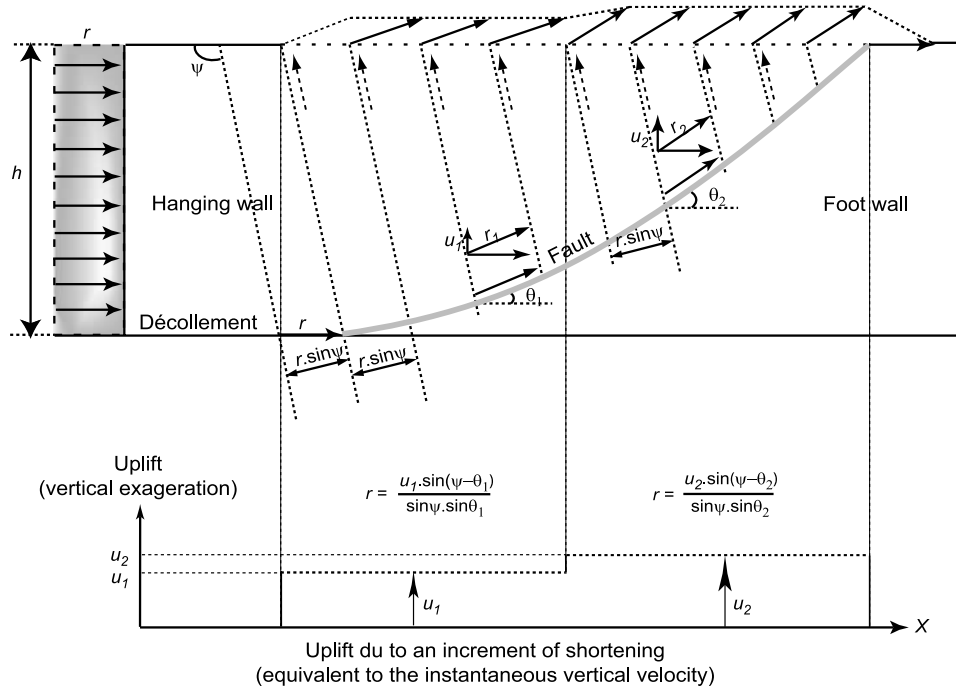 r
ψ
h
Hanging wall
u₁
r₁
u₂
r₂
θ₂
Foot wall
Fault
r.sinψ
θ₁
Décollement
r
r.sinψ
r.sinψ
Uplift
(vertical exageration)
r = u₁.sin(ψ−θ₁) / sinψ.sinθ₁
r = u₂.sin(ψ−θ₂) / sinψ.sinθ₂
u₂
u₁
u₁
u₂
X
Uplift du to an increment of shortening
(equivalent to the instantaneous vertical velocity)